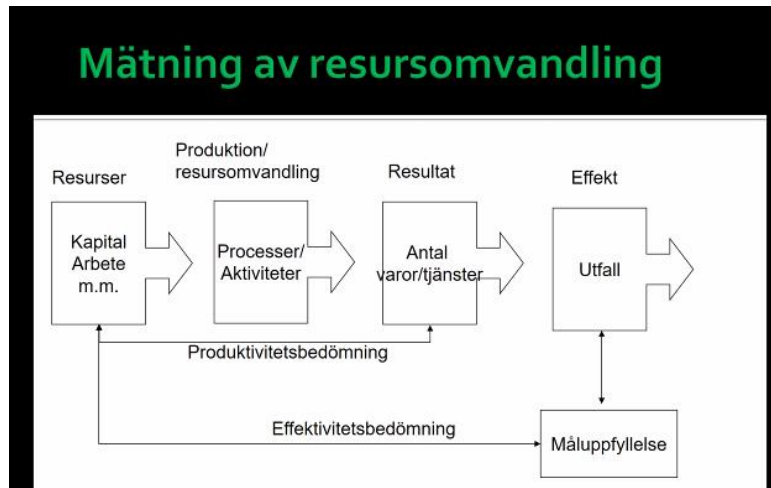 Mätning av resursomvandling
Resurser
Produktion/
resursomvandling
Resultat
Effekt
Kapital
Arbete
m.m.
Processer/
Aktiviteter
Antal
varor/tjänster
Utfall
Produktivitetsbedömning
Effektivitetsbedömning
Måluppfyllelse